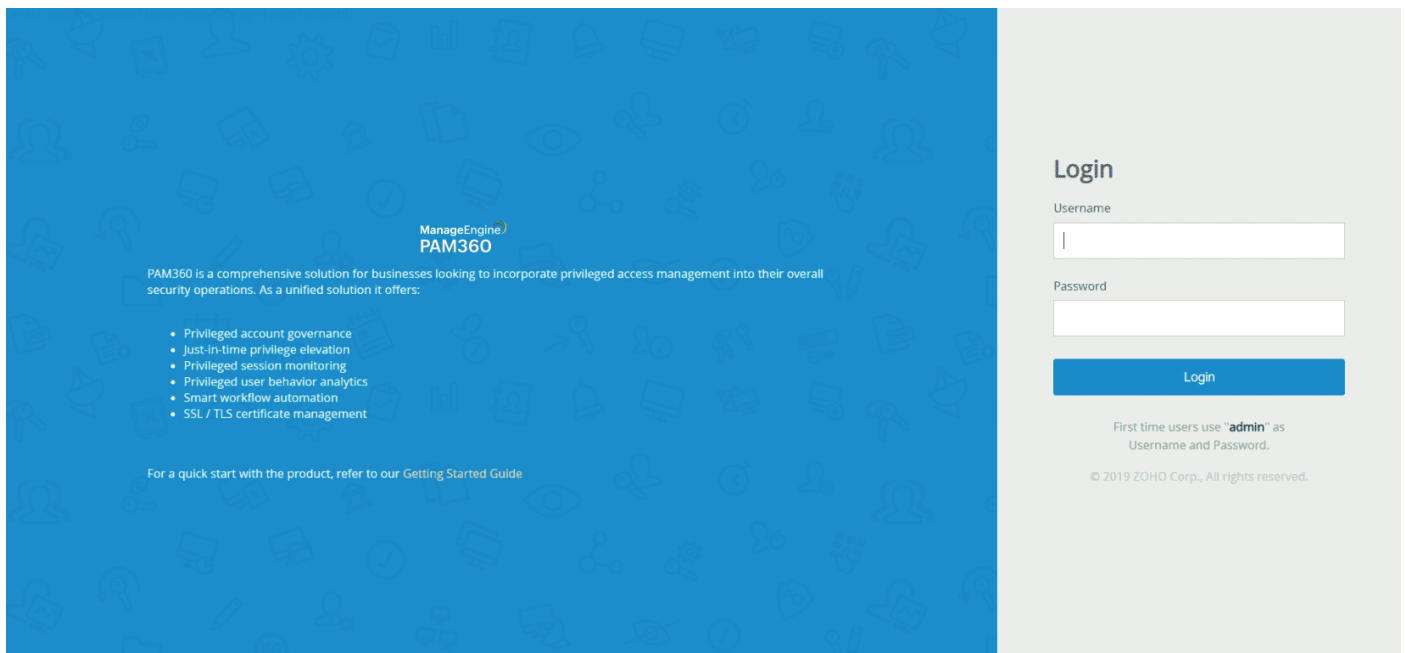 ManageEngine
PAM360
PAM360 is a comprehensive solution for businesses looking to incorporate privileged access management into their overall
security operations. As a unified solution it offers:
• Privileged account governance
• Just-in-time privilege elevation
• Privileged session monitoring
• Privileged user behavior analytics
• Smart workflow automation
• SSL / TLS certificate management
For a quick start with the product, refer to our Getting Started Guide
Login
Username
Password
Login
First time users use "admin" as
Username and Password.
© 2019 ZOHO Corp., All rights reserved.